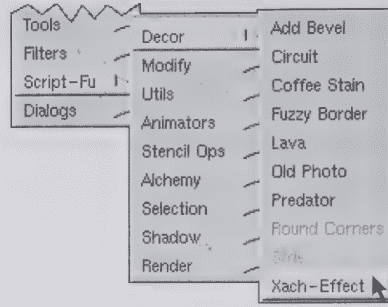 Tools
Filters
Script-Fu
Dialogs
Decor
Modify
Utils
Animators
Stencil Ops
Alchemy
Selection
Shadow
Render
Add Bevel
Circuit
Coffee Stain
Fuzzy Border
Lava
Old Photo
Predator
Round Corners
Slide
Xach-Effect